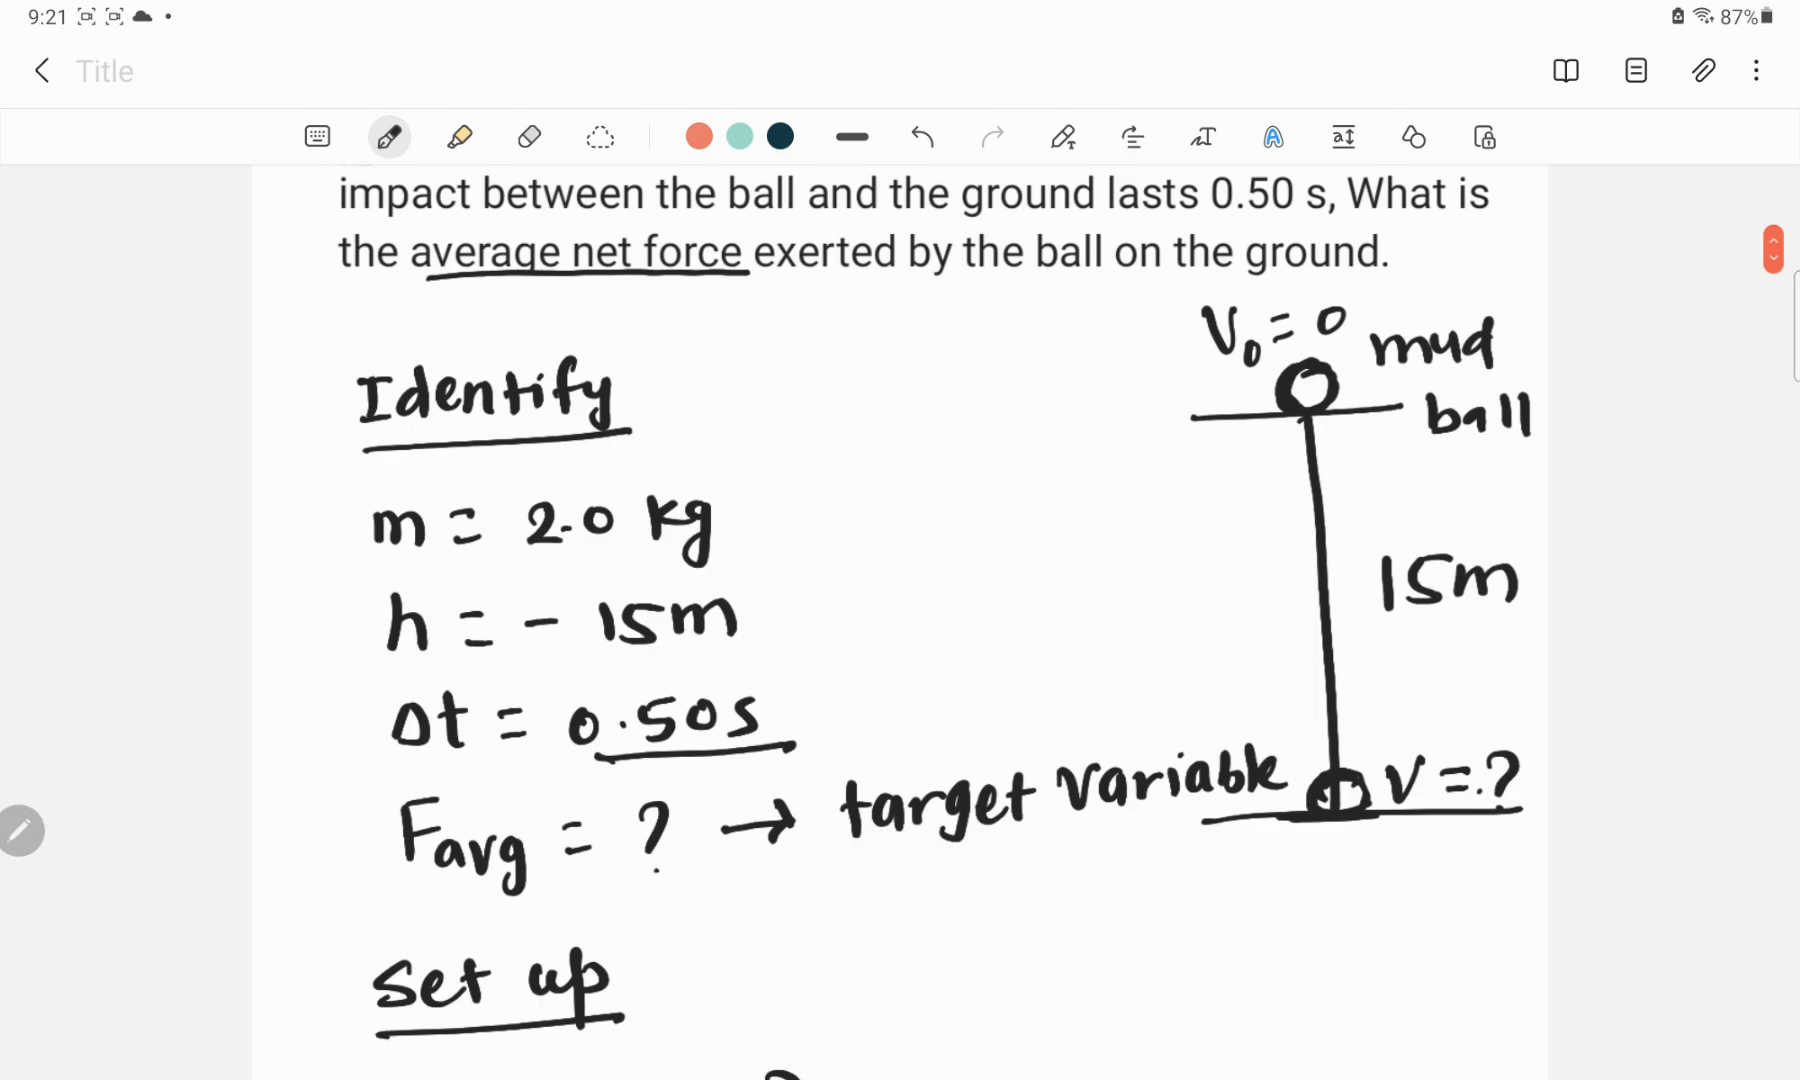 9:21
87%
Title
impact between the ball and the ground lasts 0.50 s, What is
the average net force exerted by the ball on the ground.
V₀ = 0 mud
ball
Identify
m = 2.0 kg
h = - 15m
15m
Δt = 0.50s
Favg = ? → target variable
V = ?
Set up